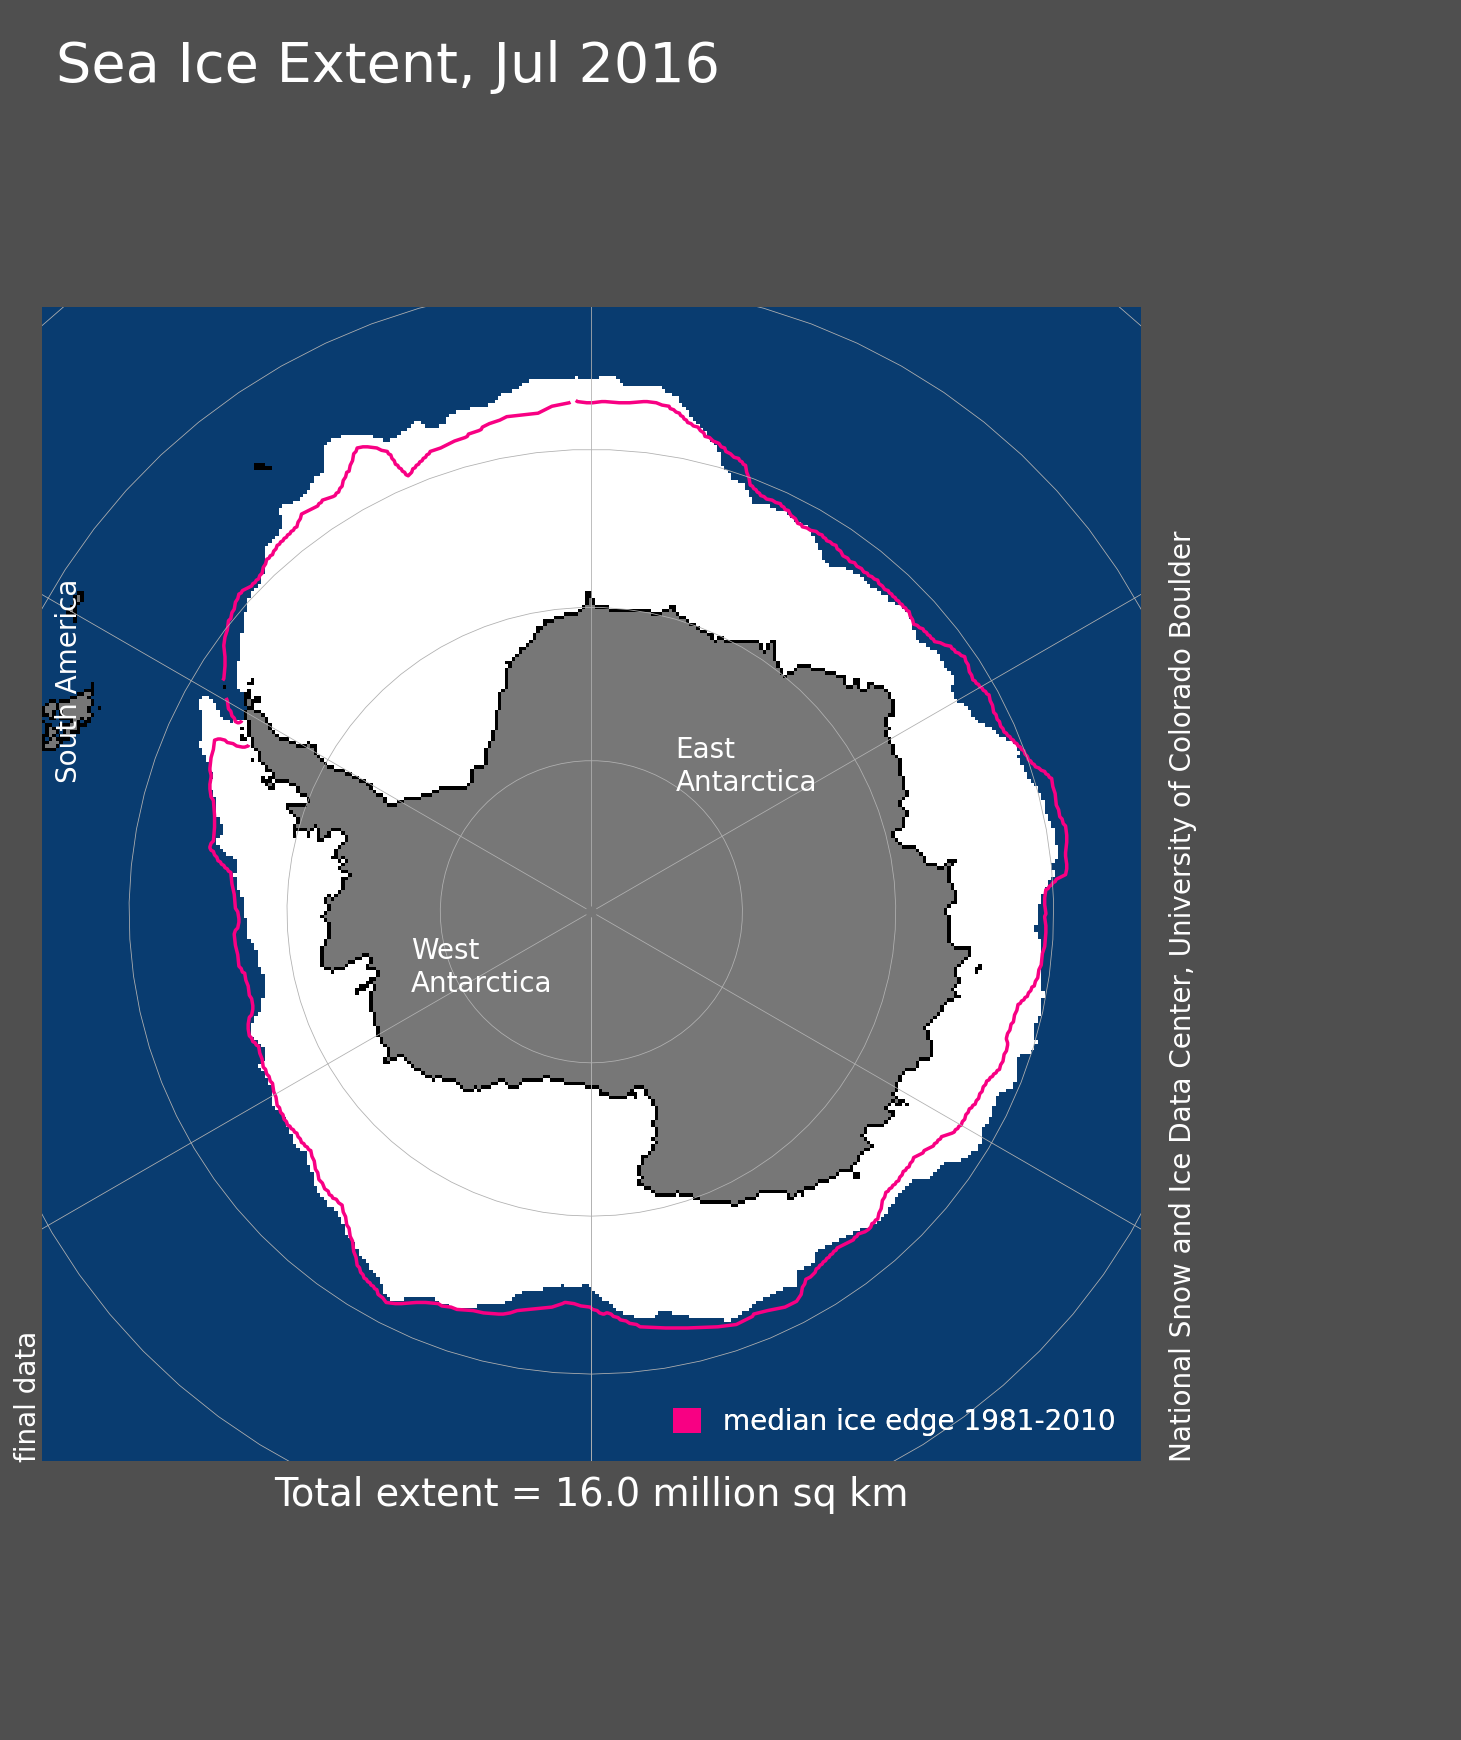 Sea Ice Extent, Jul 2016
South America
East
Antarctica
West
Antarctica
median ice edge 1981-2010
final data
National Snow and Ice Data Center, University of Colorado Boulder
Total extent = 16.0 million sq km